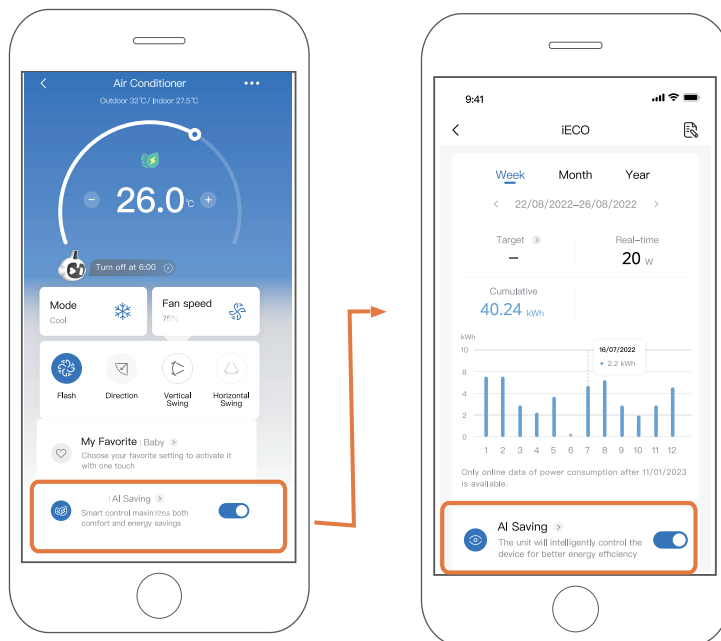 Air Conditioner
Outdoor 32°C/ Indoor 27.5°C
26.0°C
Turn off at 6:00
Mode
Cool
Fan speed
75%
Flash
Direction
Vertical
Swing
Horizontal
Swing
My Favorite | Baby
Choose your favorite setting to activate it
with one touch
| AI Saving
Smart control maximizes both
comfort and energy savings
9:41
iECO
Week Month Year
22/08/2022–26/08/2022
Target
–
Real–time
20 W
Cumulative
40.24 kWh
kWh
10
8
4
2
0
16/07/2022
• 2.2 kWh
1 2 3 4 5 6 7 8 9 10 11 12
Only online data of power consumption after 11/01/2023
is available.
AI Saving
The unit will intelligently control the
device for better energy efficiency